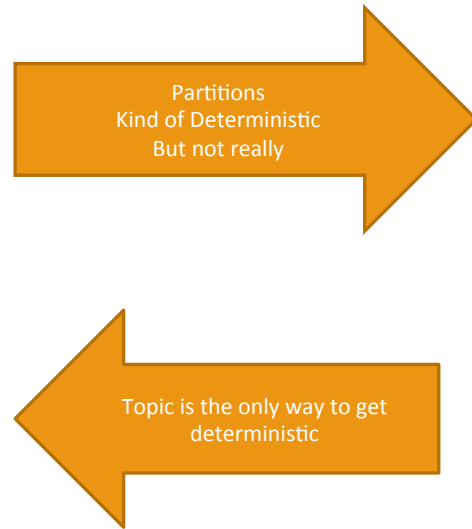 Partitions
Kind of Deterministic
But not really
Topic is the only way to get
deterministic